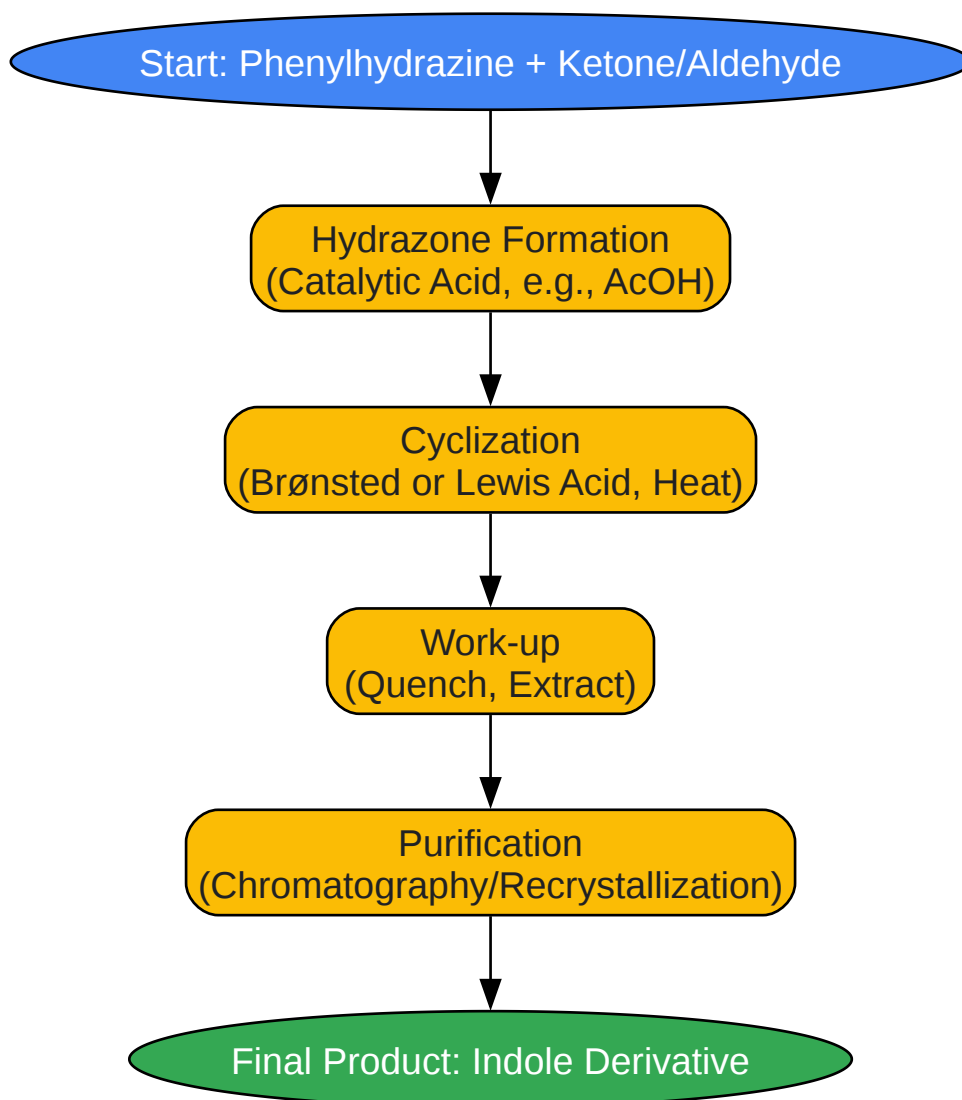 Start: Phenylhydrazine + Ketone/Aldehyde
Hydrazone Formation
(Catalytic Acid, e.g., AcOH)
Cyclization
(Brønsted or Lewis Acid, Heat)
Work-up
(Quench, Extract)
Purification
(Chromatography/Recrystallization)
Final Product: Indole Derivative